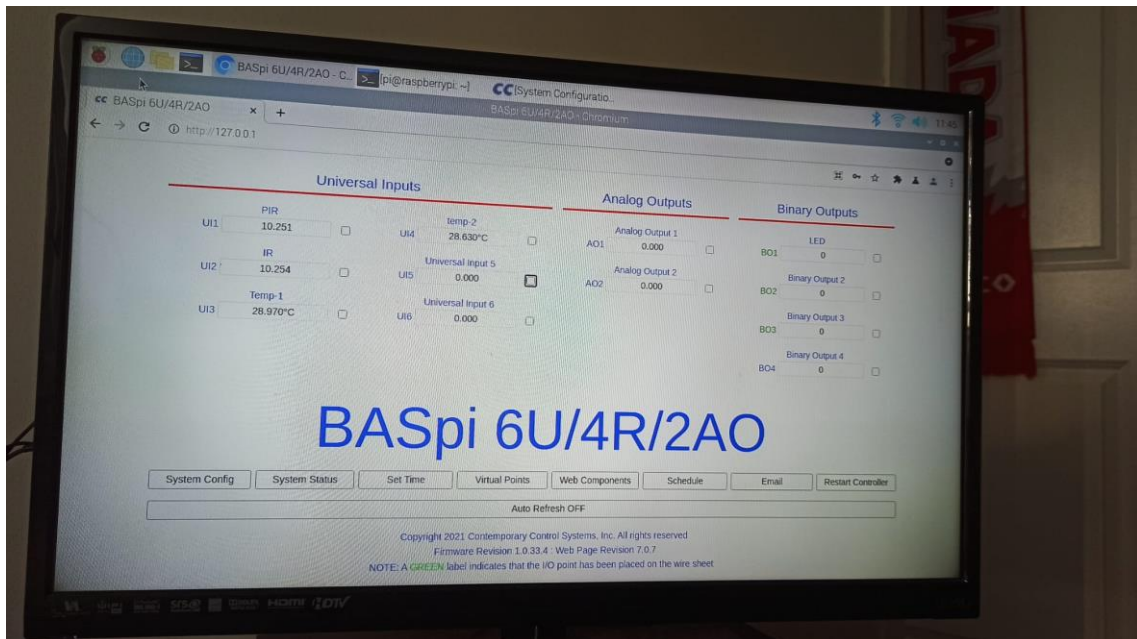 BASpi 6U/4R/2AO - C...
[pi@raspberrypi: ~]
CC [System Configuratio...
BASpi 6U/4R/2AO - Chromium
11:45
CC BASpi 6U/4R/2AO
http://127.0.0.1
Universal Inputs
PIR
UI1 10.251
IR
UI2 10.254
Temp-1
UI3 28.970°C
temp-2
UI4 28.630°C
Universal Input 5
UI5 0.000
Universal Input 6
UI6 0.000
Analog Outputs
Analog Output 1
AO1 0.000
Analog Output 2
AO2 0.000
Binary Outputs
LED
BO1 0
Binary Output 2
BO2 0
Binary Output 3
BO3 0
Binary Output 4
BO4 0
BASpi 6U/4R/2AO
System Config System Status Set Time Virtual Points Web Components Schedule Email Restart Controller
Auto Refresh OFF
Copyright 2021 Contemporary Control Systems, Inc. All rights reserved
Firmware Revision 1.0.33.4 : Web Page Revision 7.0.7
NOTE: A GREEN label indicates that the I/O point has been placed on the wire sheet
HDMI HDTV